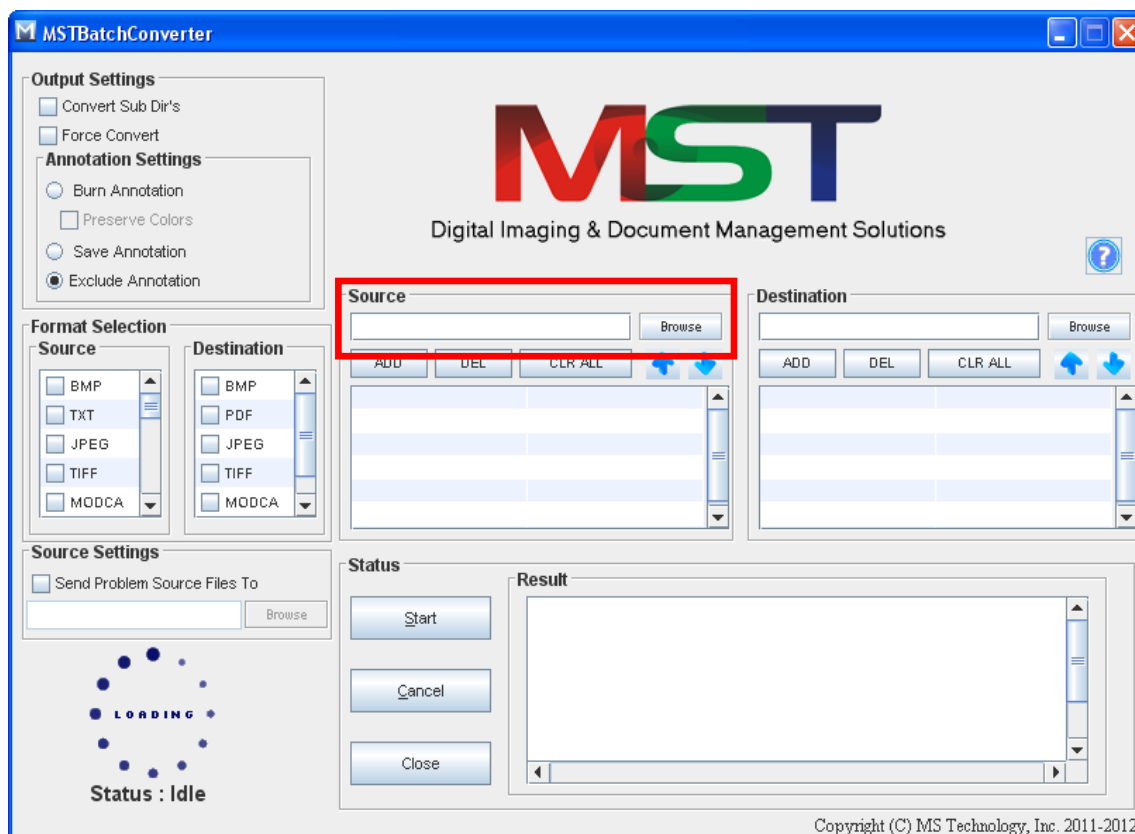 MSTBatchConverter
Output Settings
Convert Sub Dir's
Force Convert
Annotation Settings
Burn Annotation
Preserve Colors
Save Annotation
Exclude Annotation
MST
Digital Imaging & Document Management Solutions
?
Format Selection
Source
BMP
TXT
JPEG
TIFF
MODCA
Destination
BMP
PDF
JPEG
TIFF
MODCA
Source
Browse
ADD DEL CLR ALL
Destination
Browse
ADD DEL CLR ALL
Source Settings
Send Problem Source Files To
Browse
LOADING
Status : Idle
Status
Start
Cancel
Close
Result
Copyright (C) MS Technology, Inc. 2011-2012